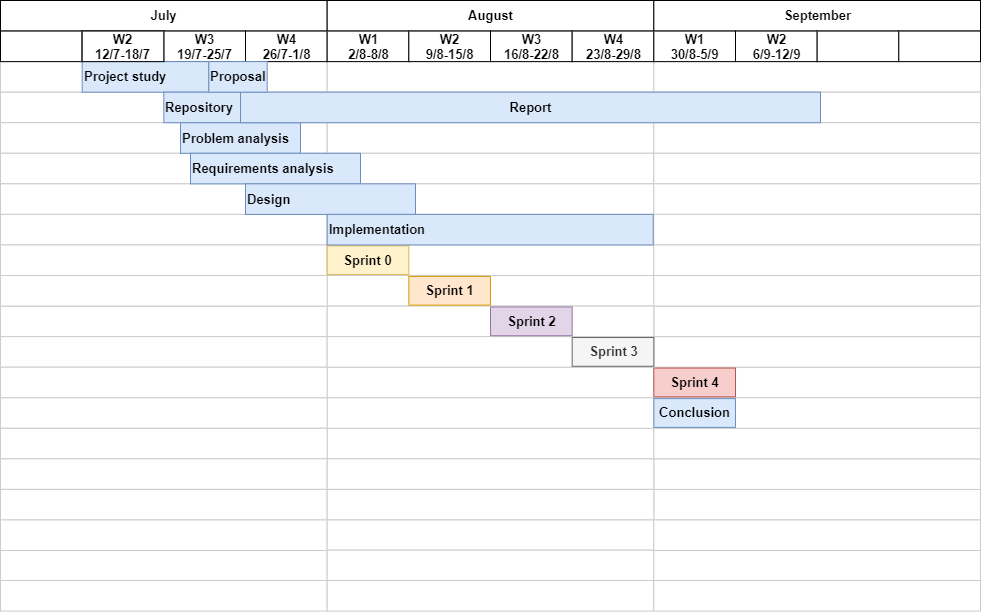 July August September
W2 W3 W4 W1 W2 W3 W4 W1 W2
12/7-18/7 19/7-25/7 26/7-1/8 2/8-8/8 9/8-15/8 16/8-22/8 23/8-29/8 30/8-5/9 6/9-12/9
Project study Proposal
Repository Report
Problem analysis
Requirements analysis
Design
Implementation
Sprint 0
Sprint 1
Sprint 2
Sprint 3
Sprint 4
Conclusion